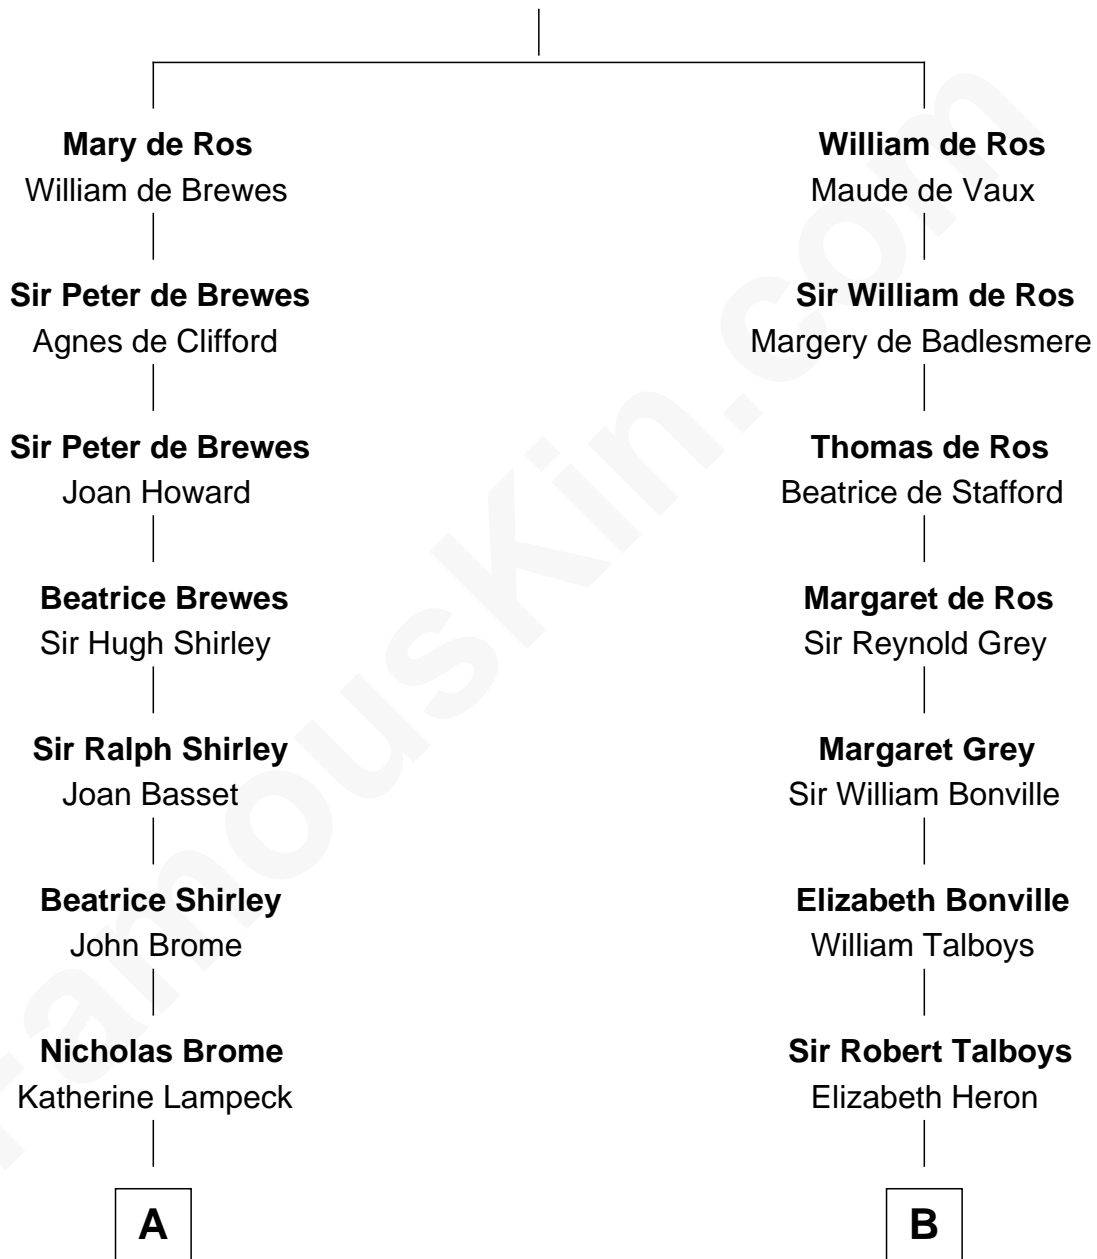 Mary de Ros
William de Brewes
Sir Peter de Brewes
Agnes de Clifford
Sir Peter de Brewes
Joan Howard
Beatrice Brewes
Sir Hugh Shirley
Sir Ralph Shirley
Joan Basset
Beatrice Shirley
John Brome
Nicholas Brome
Katherine Lampeck
A
William de Ros
Maude de Vaux
Sir William de Ros
Margery de Badlesmere
Thomas de Ros
Beatrice de Stafford
Margaret de Ros
Sir Reynold Grey
Margaret Grey
Sir William Bonville
Elizabeth Bonville
William Talboys
Sir Robert Talboys
Elizabeth Heron
B
FamousKin.com